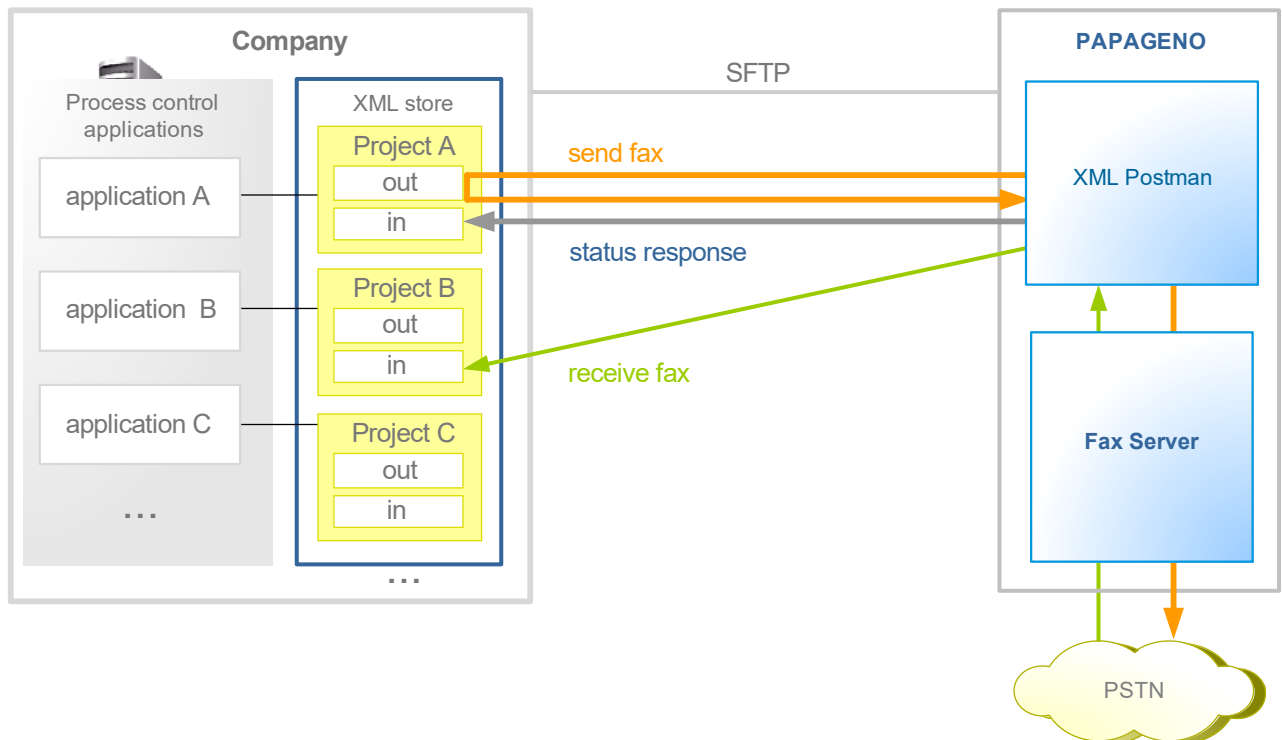 Company
Process control
applications
application A
application  B
application C
...
XML store
Project A
out
in
Project B
out
in
Project C
out
in
...
SFTP
send fax
status response
receive fax
PAPAGENO
XML Postman
Fax Server
PSTN